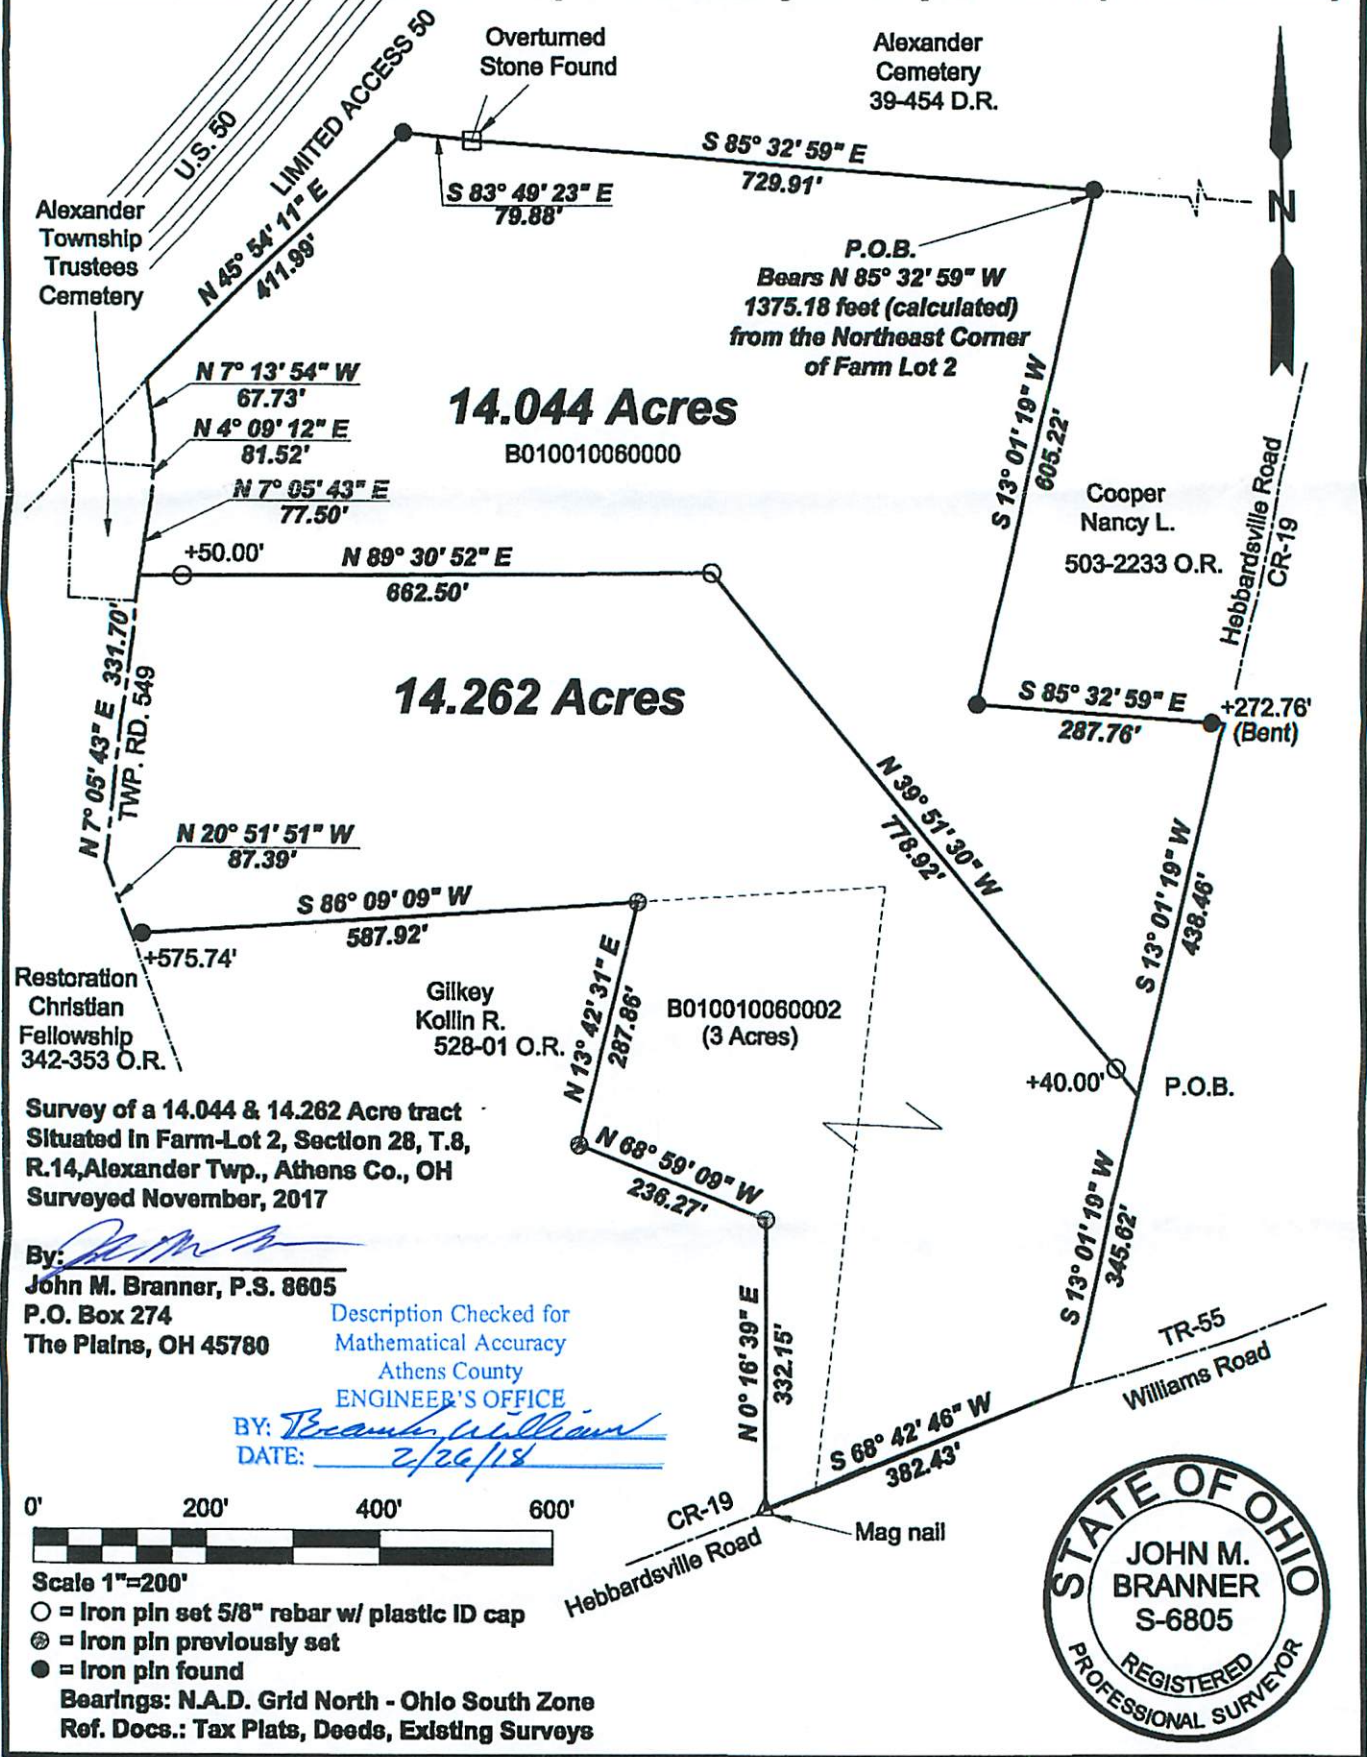 Overturned
Stone Found
Alexander
Cemetery
39-454 D.R.
U.S. 50
LIMITED ACCESS 50
S 85° 32' 59" E
729.91'
S 83° 49' 23" E
79.88'
N
Alexander
Township
Trustees
Cemetery
N 45° 54' 11" E
411.99'
P.O.B.
Bears N 85° 32' 59" W
1375.18 feet (calculated)
from the Northeast Corner
of Farm Lot 2
N 7° 13' 54" W
67.73'
N 4° 09' 12" E
81.52'
N 7° 05' 43" E
77.50'
14.044 Acres
B010010060000
S 13° 01' 19" W
605.22'
Cooper
Nancy L.
503-2233 O.R.
Hebbardsville Road
CR-19
+50.00'
N 89° 30' 52" E
662.50'
N 7° 05' 43" E 331.70'
TWP. RD. 549
14.262 Acres
S 85° 32' 59" E
287.76'
+272.76'
(Bent)
N 39° 51' 30" W
778.92'
N 20° 51' 51" W
87.39'
S 86° 09' 09" W
587.92'
+575.74'
S 13° 01' 19" W
438.46'
Restoration
Christian
Fellowship
342-353 O.R.
Gilkey
Kollin R.
528-01 O.R.
N 13° 42' 31" E
287.86'
B010010060002
(3 Acres)
+40.00'
P.O.B.
Survey of a 14.044 & 14.262 Acre tract
Situated in Farm-Lot 2, Section 28, T.8,
R.14,Alexander Twp., Athens Co., OH
Surveyed November, 2017
N 68° 59' 09" W
236.27'
S 13° 01' 19" W
345.62'
By:
John M. Branner, P.S. 8605
P.O. Box 274
The Plains, OH 45780
Description Checked for
Mathematical Accuracy
Athens County
ENGINEER'S OFFICE
BY:
DATE: 2/26/18
N 0° 16' 39" E
332.15'
TR-55
Williams Road
S 68° 42' 46" W
382.43'
CR-19
Hebbardsville Road
Mag nail
0' 200' 400' 600'
Scale 1"=200'
O = Iron pin set 5/8" rebar w/ plastic ID cap
= Iron pin previously set
● = Iron pin found
Bearings: N.A.D. Grid North - Ohio South Zone
Ref. Docs.: Tax Plats, Deeds, Existing Surveys
STATE OF OHIO
JOHN M.
BRANNER
S-6805
REGISTERED
PROFESSIONAL SURVEYOR